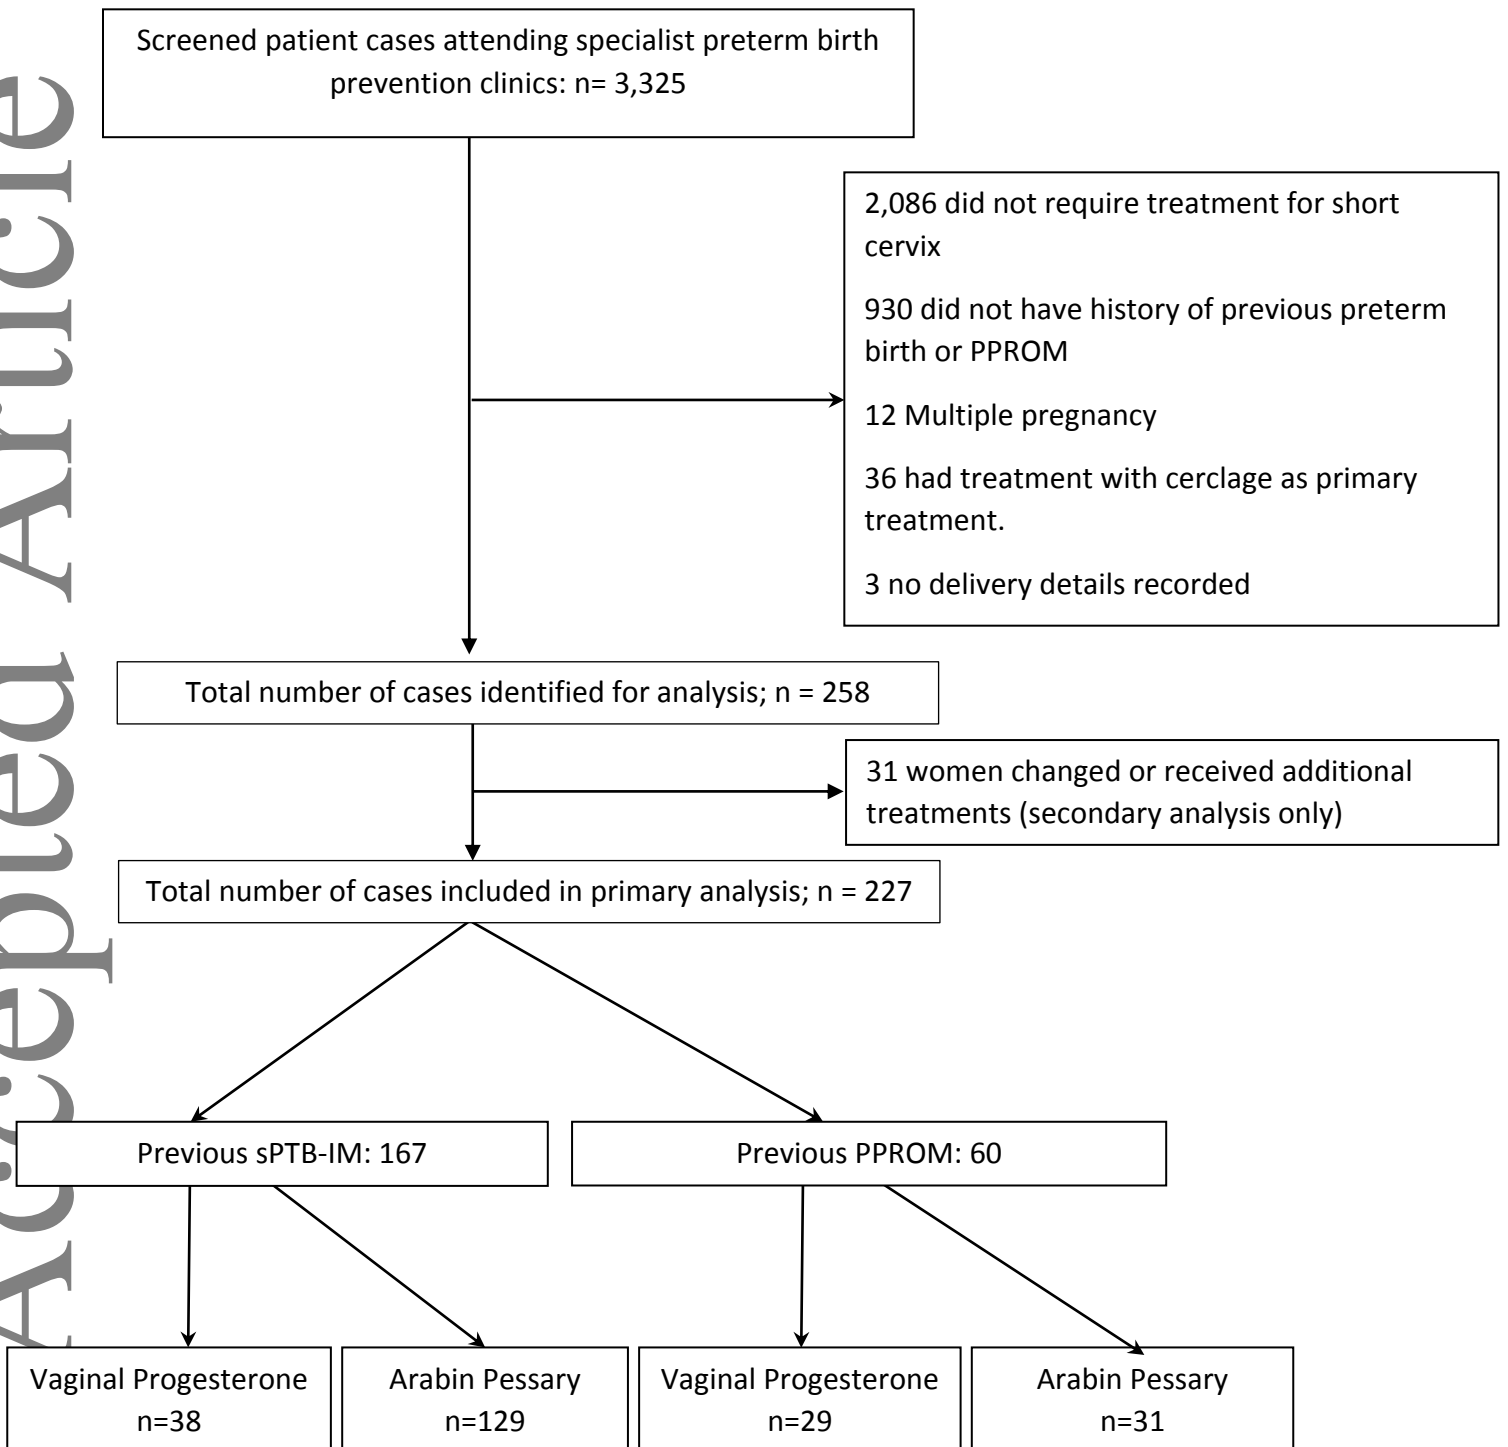 Accepted Article
Screened patient cases attending specialist preterm birth
prevention clinics: n= 3,325
2,086 did not require treatment for short
cervix
930 did not have history of previous preterm
birth or PPROM
12 Multiple pregnancy
36 had treatment with cerclage as primary
treatment.
3 no delivery details recorded
Total number of cases identified for analysis; n = 258
31 women changed or received additional
treatments (secondary analysis only)
Total number of cases included in primary analysis; n = 227
Previous sPTB-IM: 167
Previous PPROM: 60
Vaginal Progesterone
n=38
Arabin Pessary
n=129
Vaginal Progesterone
n=29
Arabin Pessary
n=31